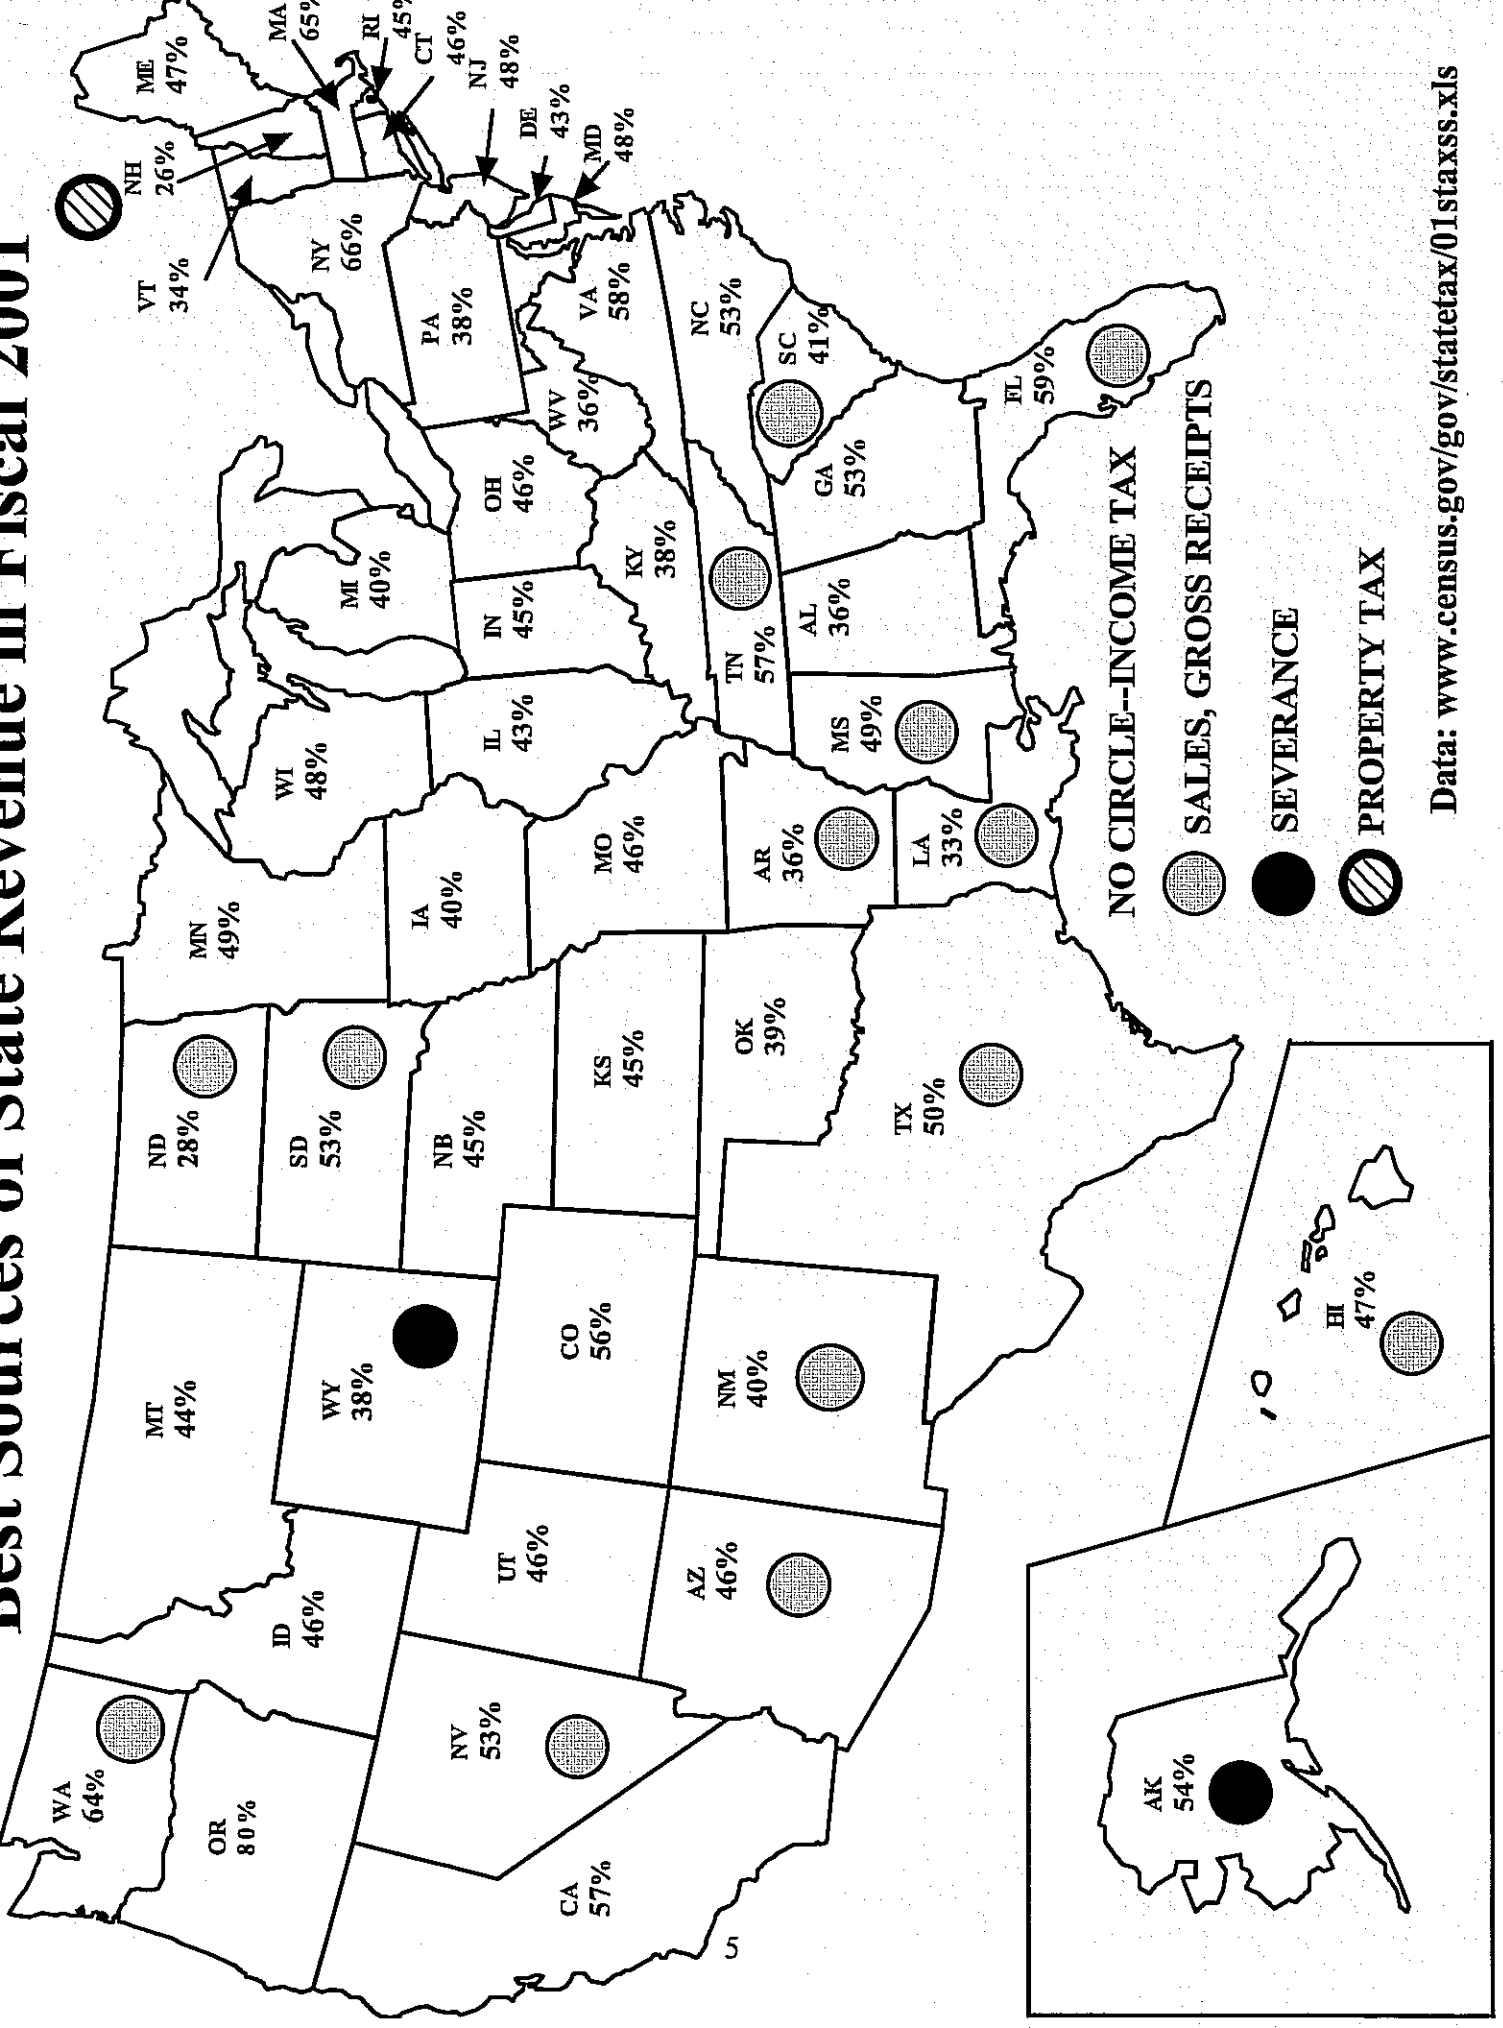 Best Sources of State Revenue in Fiscal 2001
WA
64%
OR
80%
CA
57%
NV
53%
ID
46%
MT
44%
WY
38%
UT
46%
AZ
46%
CO
56%
NM
40%
ND
28%
SD
53%
NB
45%
KS
45%
OK
39%
TX
50%
MN
49%
IA
40%
MO
46%
AR
36%
LA
33%
WI
48%
IL
43%
MS
49%
MI
40%
IN
45%
KY
38%
TN
57%
AL
36%
OH
46%
WV
36%
GA
53%
FL
59%
SC
41%
NC
53%
VA
58%
PA
38%
NY
66%
VT
34%
NH
26%
ME
47%
MA
65%
RI
45%
CT
46%
NJ
48%
DE
43%
MD
48%
AK
54%
HI
47%
NO CIRCLE--INCOME TAX
SALES, GROSS RECEIPTS
SEVERANCE
PROPERTY TAX
Data: www.census.gov/gov/statetax/01staxss.xls
5